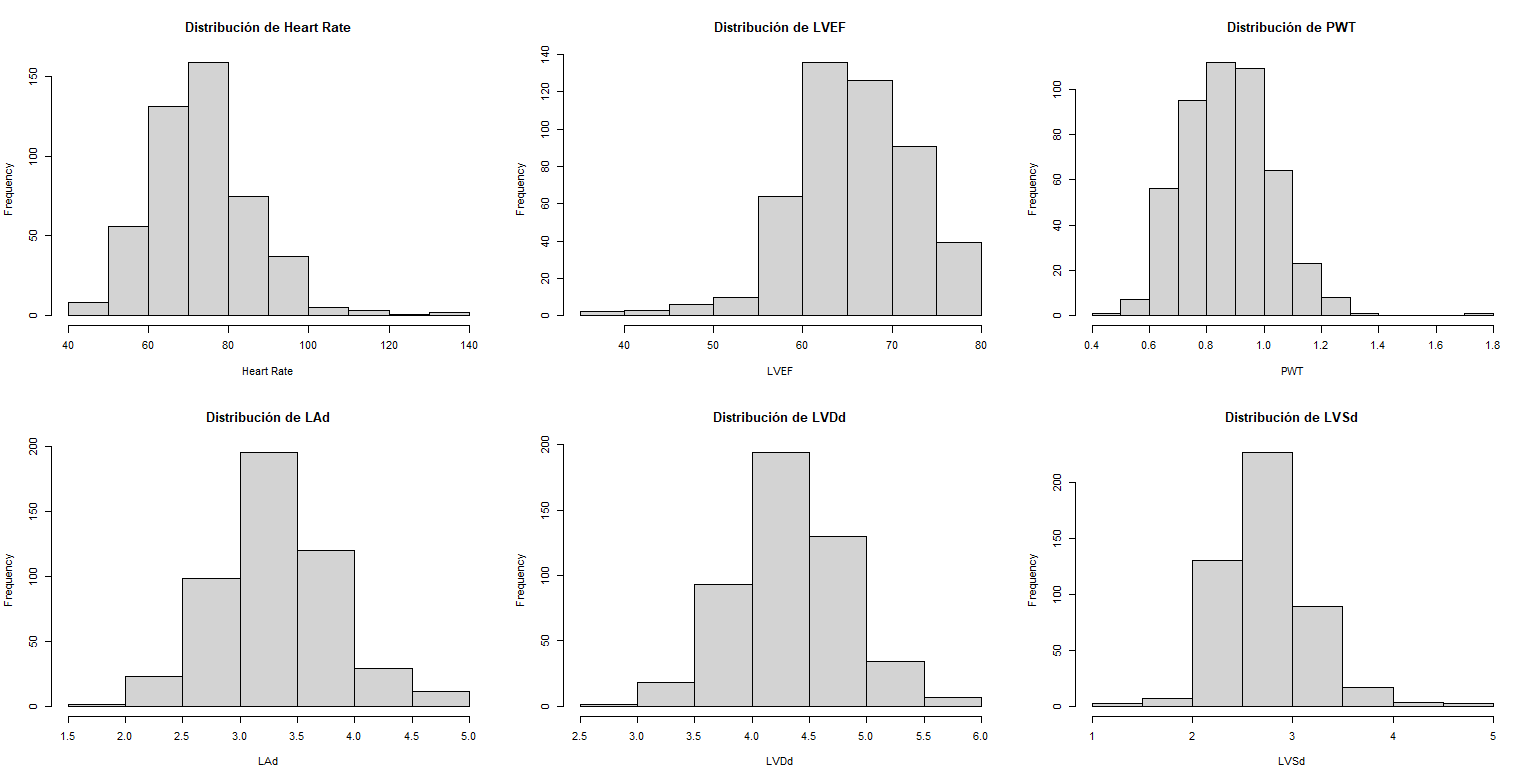 Distribución de Heart Rate
Frequency
0 50 100 150
40 60 80 100 120 140
Heart Rate
Distribución de LVEF
Frequency
0 20 40 60 80 100 120 140
40 50 60 70 80
LVEF
Distribución de PWT
Frequency
0 20 40 60 80 100
0.4 0.6 0.8 1.0 1.2 1.4 1.6 1.8
PWT
Distribución de LAd
Frequency
0 50 100 150 200
1.5 2.0 2.5 3.0 3.5 4.0 4.5 5.0
LAd
Distribución de LVDd
Frequency
0 50 100 150 200
2.5 3.0 3.5 4.0 4.5 5.0 5.5 6.0
LVDd
Distribución de LVSd
Frequency
0 50 100 150 200
1 2 3 4 5
LVSd